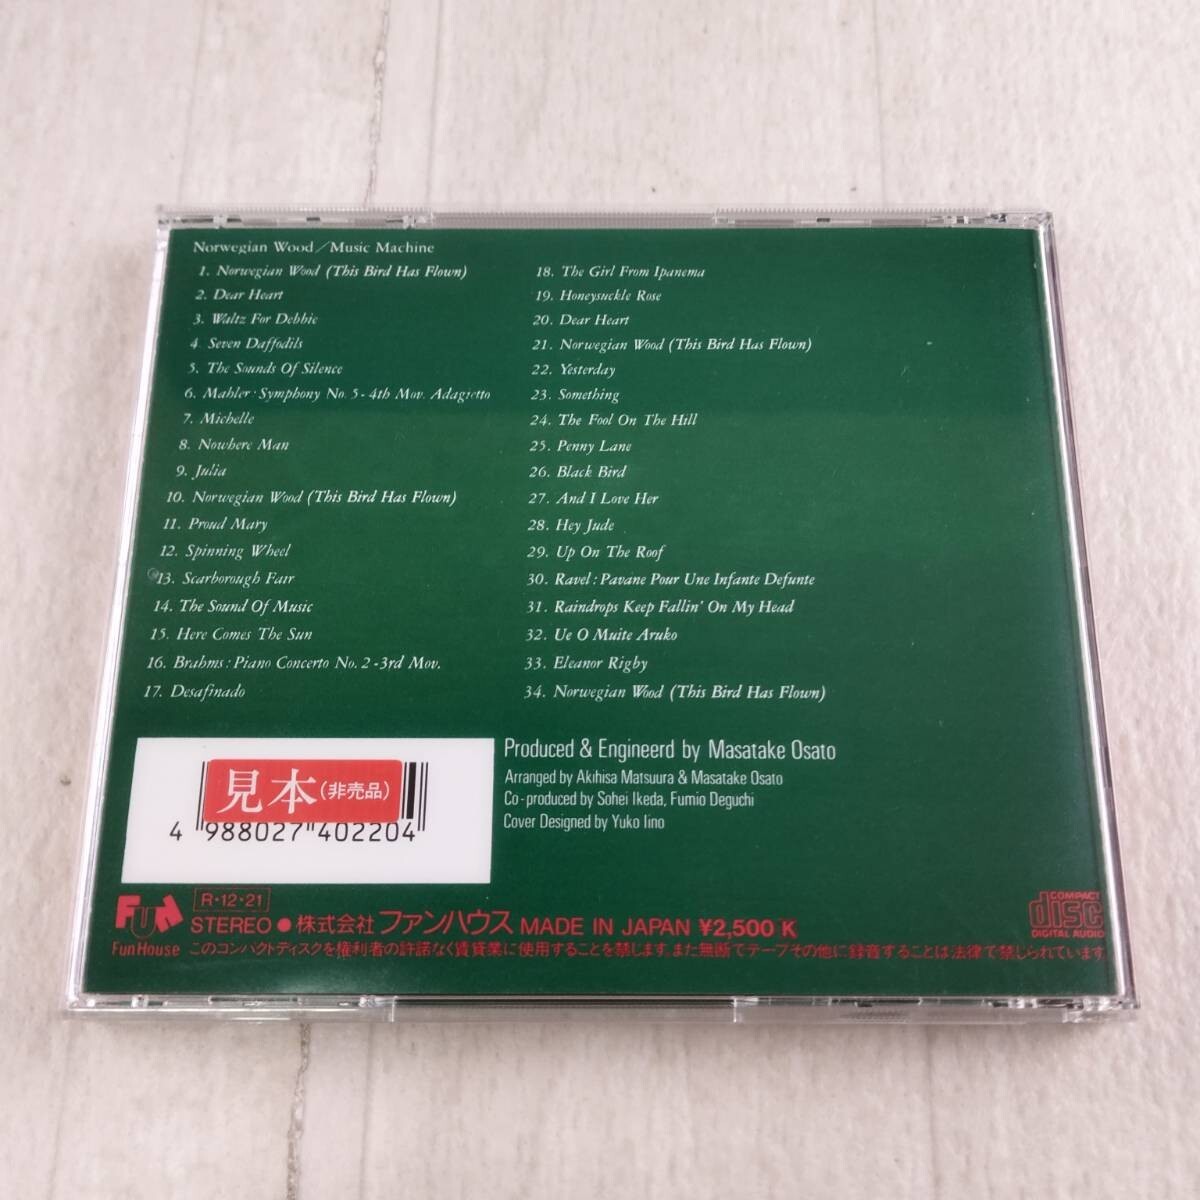 Norwegian Wood／Music Machine
1. Norwegian Wood (This Bird Has Flown)
2. Dear Heart
3. Waltz For Debbie
4. Seven Daffodils
5. The Sounds Of Silence
6. Mahler : Symphony No. 5 - 4th Mov. Adagietto
7. Michelle
8. Nowhere Man
9. Julia
10. Norwegian Wood (This Bird Has Flown)
11. Proud Mary
12. Spinning Wheel
13. Scarborough Fair
14. The Sound Of Music
15. Here Comes The Sun
16. Brahms : Piano Concerto No. 2 - 3rd Mov.
17. Desafinado
18. The Girl From Ipanema
19. Honeysuckle Rose
20. Dear Heart
21. Norwegian Wood (This Bird Has Flown)
22. Yesterday
23. Something
24. The Fool On The Hill
25. Penny Lane
26. Black Bird
27. And I Love Her
28. Hey Jude
29. Up On The Roof
30. Ravel : Pavane Pour Une Infante Defunte
31. Raindrops Keep Fallin' On My Head
32. Ue O Muite Aruko
33. Eleanor Rigby
34. Norwegian Wood (This Bird Has Flown)
見本(非売品)
4 988027 402204
Produced & Engineerd by Masatake Osato
Arranged by Akihisa Matsuura & Masatake Osato
Co-produced by Sohei Ikeda, Fumio Deguchi
Cover Designed by Yuko Iino
FUN
Fun House
R・12・21
STEREO ● 株式会社 ファンハウス MADE IN JAPAN ¥2,500 K
このコンパクトディスクを権利者の許諾なく賃貸業に使用することを禁じます。また無断でテープその他に録音することは法律で禁じられています。
COMPACT
disc
DIGITAL AUDIO